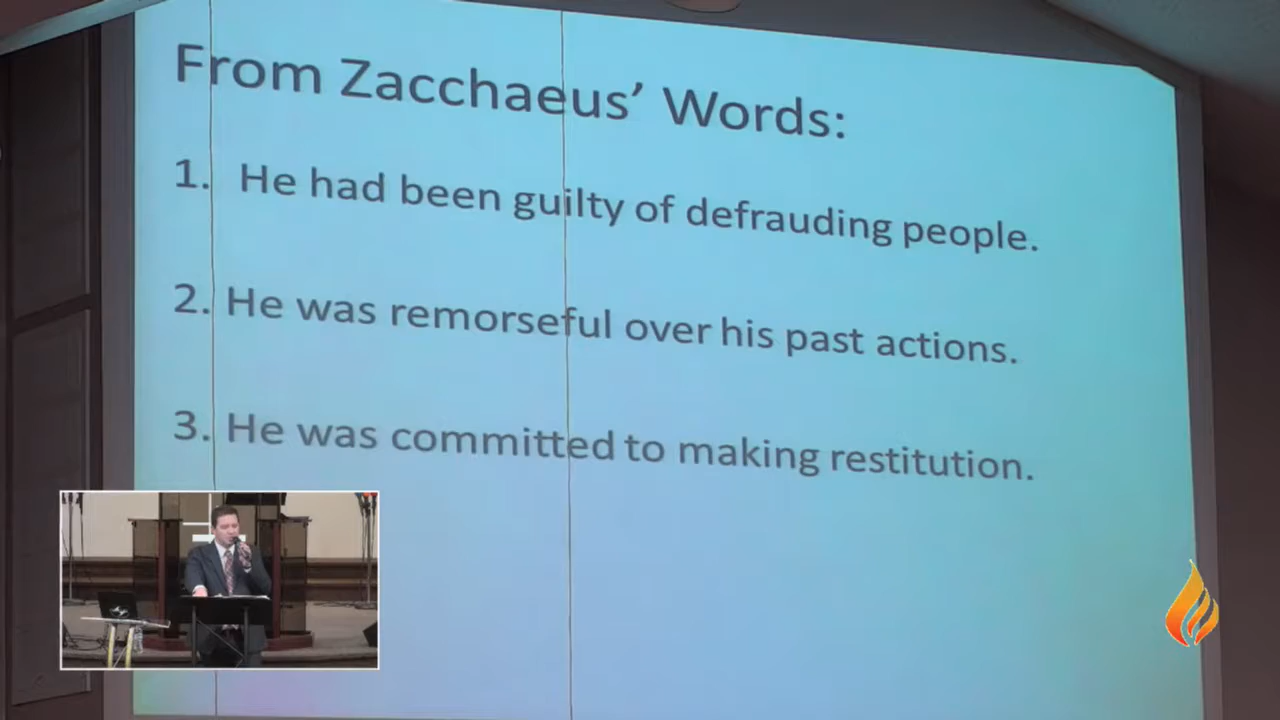 From Zacchaeus’ Words:
1. He had been guilty of defrauding people.
2. He was remorseful over his past actions.
3. He was committed to making restitution.